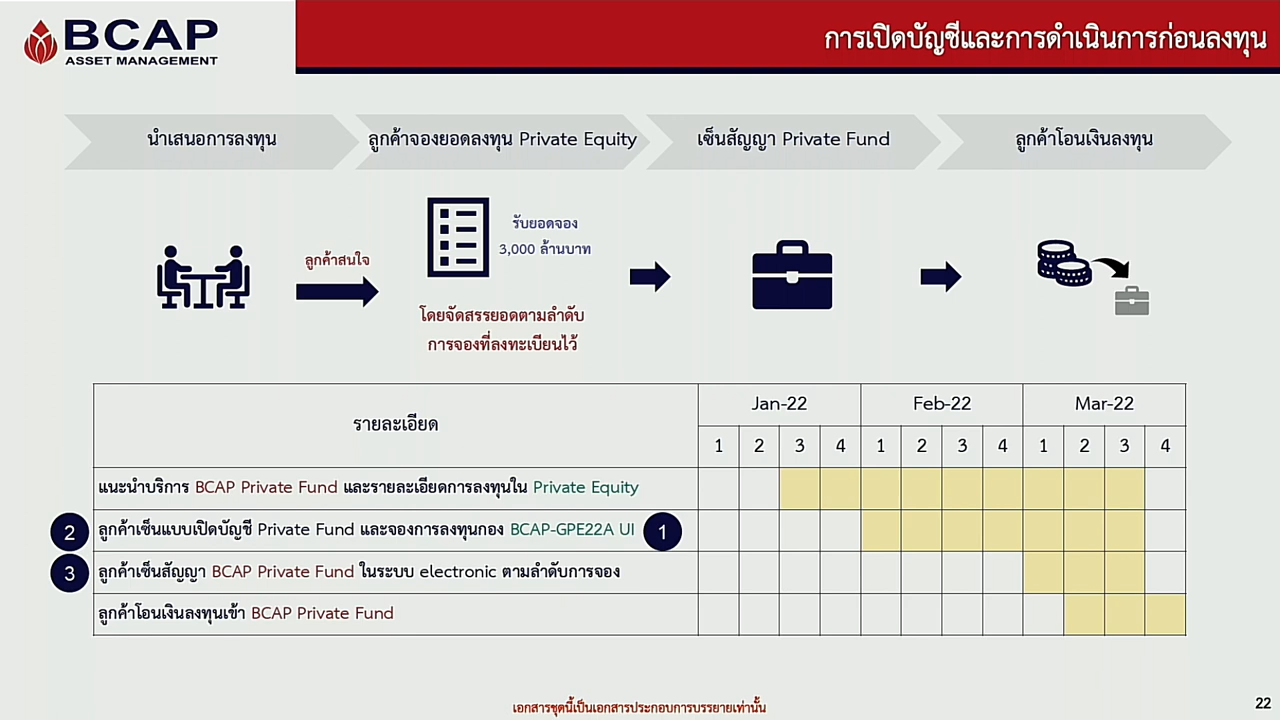 BCAP
ASSET MANAGEMENT
การเปิดบัญชีและการดำเนินการก่อนลงทุน
นำเสนอการลงทุน
ลูกค้าจองยอดลงทุน Private Equity
เซ็นสัญญา Private Fund
ลูกค้าโอนเงินลงทุน
ลูกค้าสนใจ
รับยอดจอง
3,000 ล้านบาท
โดยจัดสรรยอดตามลำดับ
การจองที่ลงทะเบียนไว้
รายละเอียด
Jan-22 Feb-22 Mar-22
1 2 3 4 1 2 3 4 1 2 3 4
แนะนำบริการ BCAP Private Fund และรายละเอียดการลงทุนใน Private Equity
2 ลูกค้าเซ็นแบบเปิดบัญชี Private Fund และจองการลงทุนกอง BCAP-GPE22A UI 1
3 ลูกค้าเซ็นสัญญา BCAP Private Fund ในระบบ electronic ตามลำดับการจอง
ลูกค้าโอนเงินลงทุนเข้า BCAP Private Fund
เอกสารชุดนี้เป็นเอกสารประกอบการบรรยายเท่านั้น
22